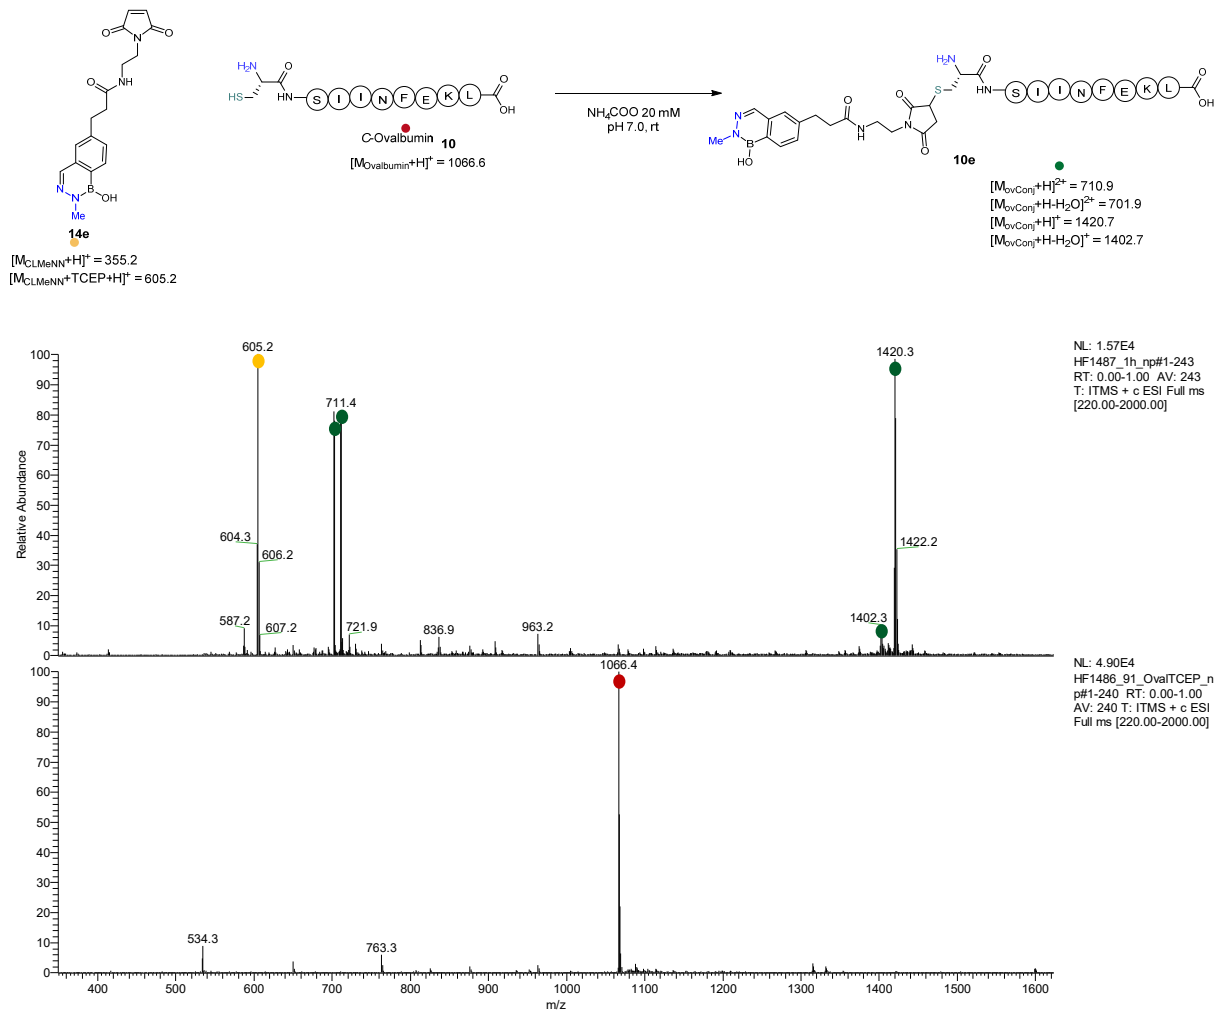 O
N
O
O
NH
N
N
B
OH
Me
14e
[M_CLMeNN+H]⁺ = 355.2
[M_CLMeNN+TCEP+H]⁺ = 605.2
H₂N
O
HS
HN
S I I N F E K L
O
OH
C-Ovalbumin 10
[M_Ovalbumin+H]⁺ = 1066.6
NH₄COO 20 mM
pH 7.0, rt
H₂N
O
S
HN
S I I N F E K L
O
OH
N
N
Me
B
HO
O
N
H
O
N
O
10e
[M_ovConj+H]²⁺ = 710.9
[M_ovConj+H-H₂O]²⁺ = 701.9
[M_ovConj+H]⁺ = 1420.7
[M_ovConj+H-H₂O]⁺ = 1402.7
NL: 1.57E4
HF1487_1h_np#1-243
RT: 0.00-1.00 AV: 243
T: ITMS + c ESI Full ms
[220.00-2000.00]
Relative Abundance
100
90
80
70
60
50
40
30
20
10
0
605.2
604.3
606.2
587.2
607.2
711.4
721.9
836.9
963.2
1420.3
1422.2
1402.3
NL: 4.90E4
HF1486_91_OvalTCEP_n
p#1-240 RT: 0.00-1.00
AV: 240 T: ITMS + c ESI
Full ms [220.00-2000.00]
100
90
80
70
60
50
40
30
20
10
0
1066.4
534.3
763.3
400 500 600 700 800 900 1000 1100 1200 1300 1400 1500 1600
m/z